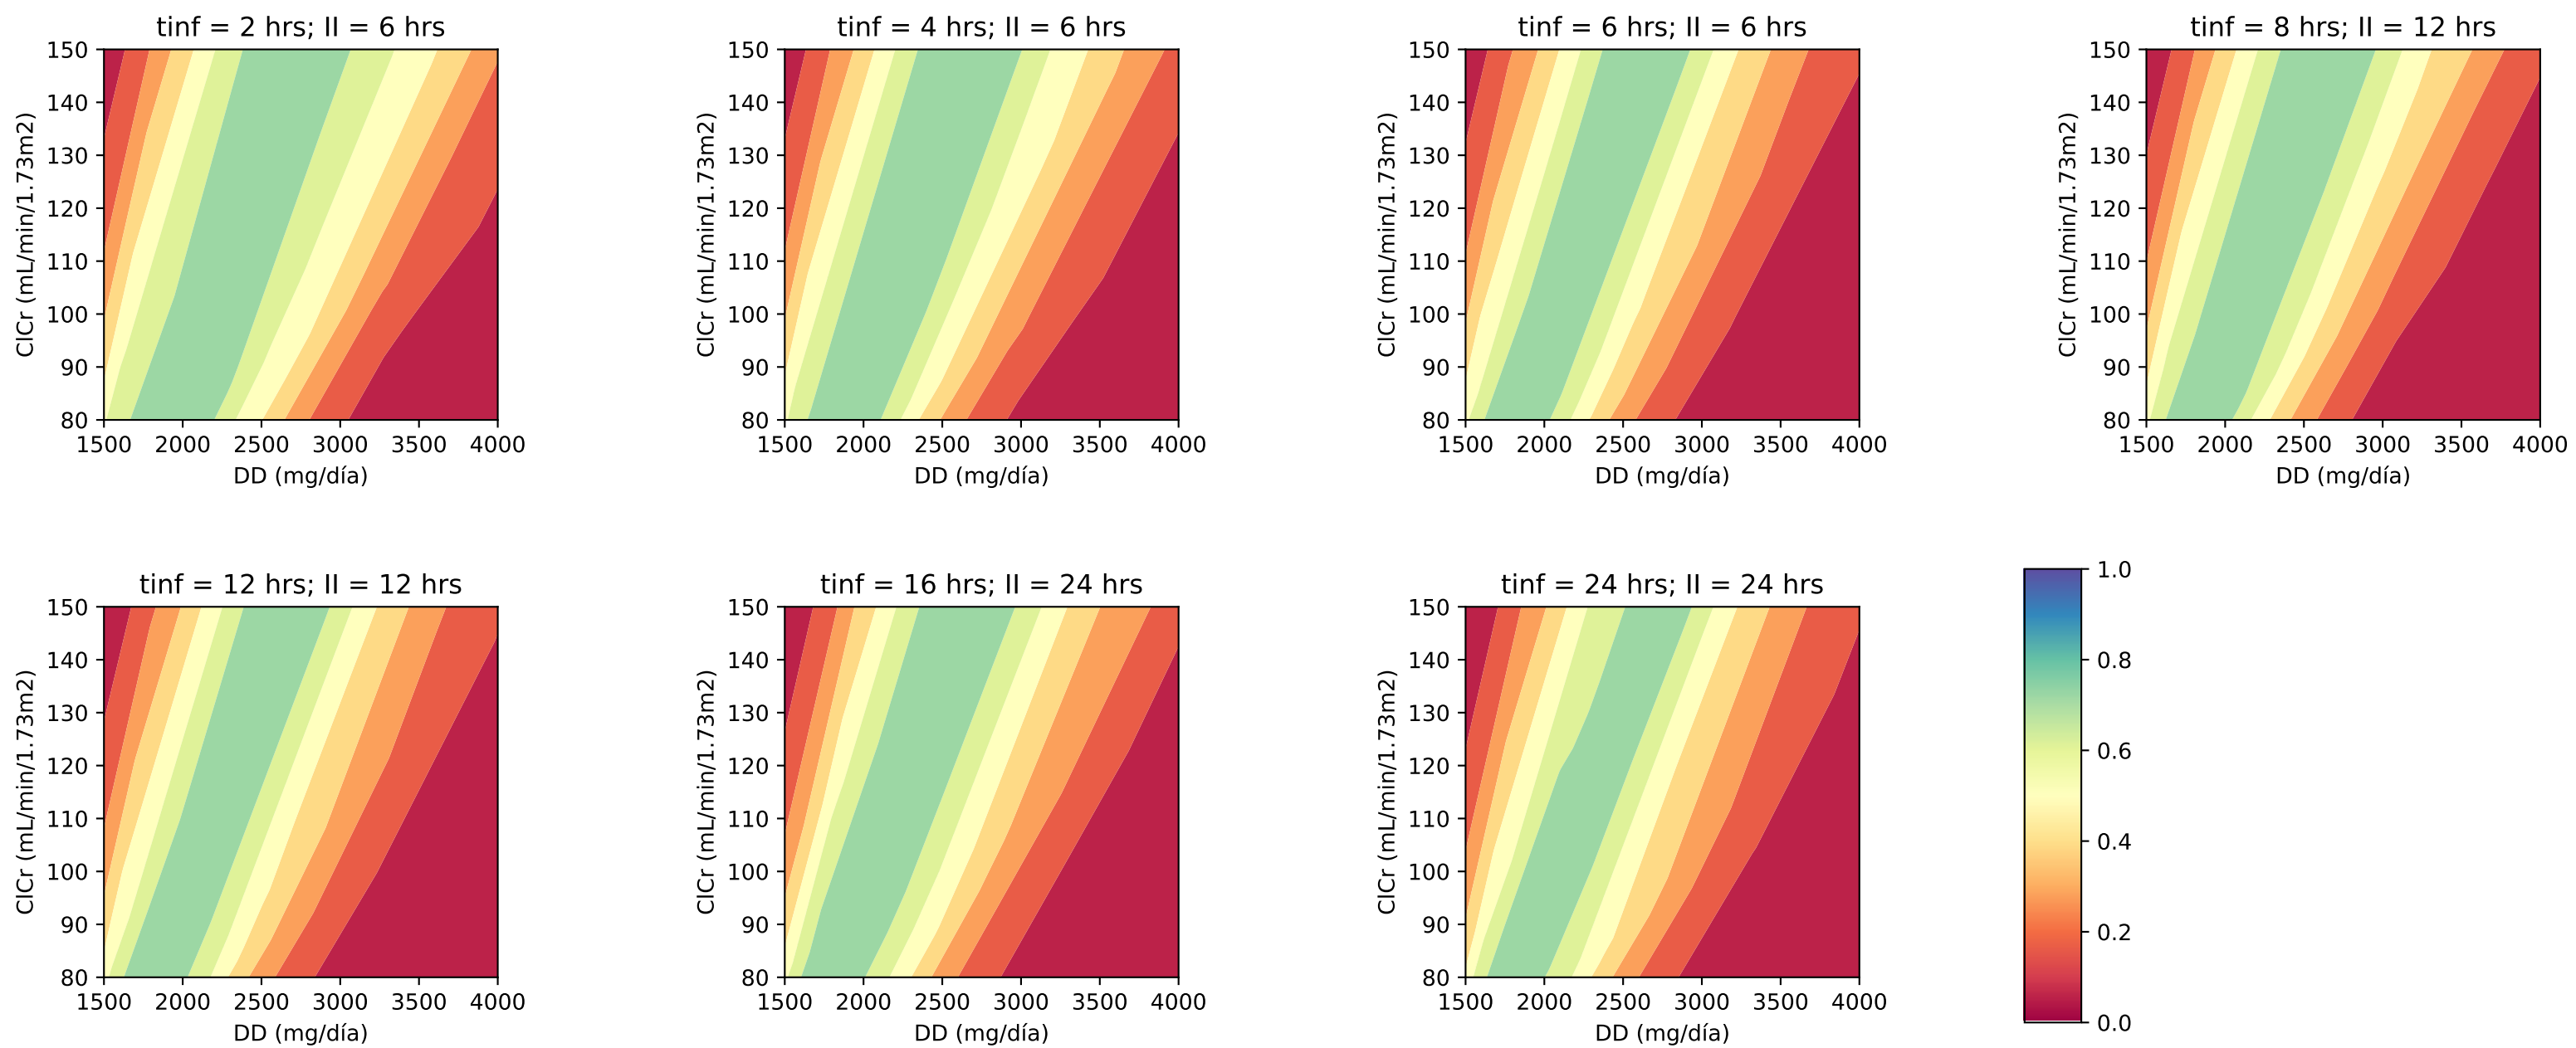 tinf = 2 hrs; II = 6 hrs
150
140
130
120
110
100
90
80
ClCr (mL/min/1.73m2)
1500 2000 2500 3000 3500 4000
DD (mg/día)
tinf = 4 hrs; II = 6 hrs
150
140
130
120
110
100
90
80
ClCr (mL/min/1.73m2)
1500 2000 2500 3000 3500 4000
DD (mg/día)
tinf = 6 hrs; II = 6 hrs
150
140
130
120
110
100
90
80
ClCr (mL/min/1.73m2)
1500 2000 2500 3000 3500 4000
DD (mg/día)
tinf = 8 hrs; II = 12 hrs
150
140
130
120
110
100
90
80
ClCr (mL/min/1.73m2)
1500 2000 2500 3000 3500 4000
DD (mg/día)
tinf = 12 hrs; II = 12 hrs
150
140
130
120
110
100
90
80
ClCr (mL/min/1.73m2)
1500 2000 2500 3000 3500 4000
DD (mg/día)
tinf = 16 hrs; II = 24 hrs
150
140
130
120
110
100
90
80
ClCr (mL/min/1.73m2)
1500 2000 2500 3000 3500 4000
DD (mg/día)
tinf = 24 hrs; II = 24 hrs
150
140
130
120
110
100
90
80
ClCr (mL/min/1.73m2)
1500 2000 2500 3000 3500 4000
DD (mg/día)
1.0
0.8
0.6
0.4
0.2
0.0